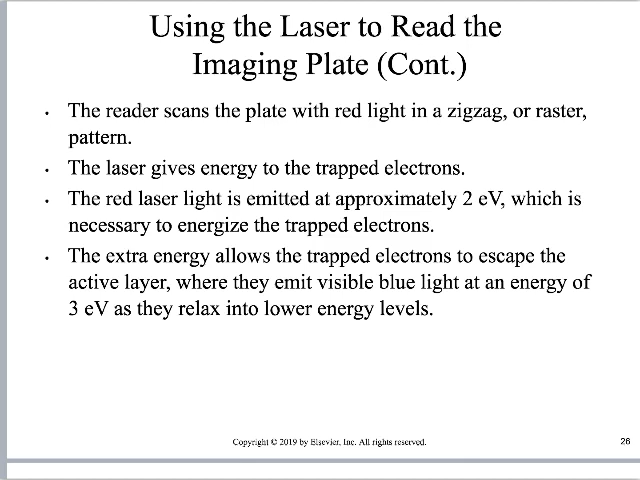 Using the Laser to Read the
Imaging Plate (Cont.)
• The reader scans the plate with red light in a zigzag, or raster,
pattern.
• The laser gives energy to the trapped electrons.
• The red laser light is emitted at approximately 2 eV, which is
necessary to energize the trapped electrons.
• The extra energy allows the trapped electrons to escape the
active layer, where they emit visible blue light at an energy of
3 eV as they relax into lower energy levels.
Copyright © 2019 by Elsevier, Inc. All rights reserved.
26